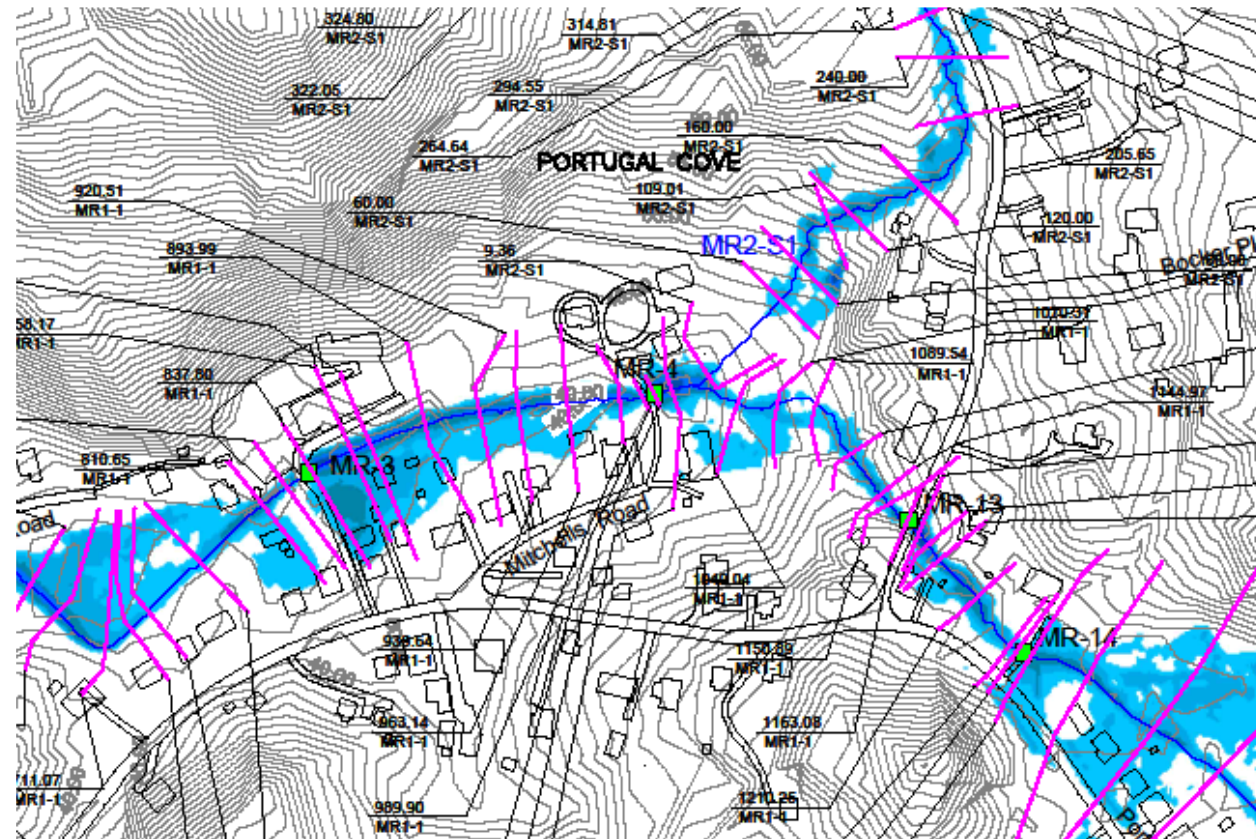 324.80
MR2-S1
314.81
MR2-S1
322.05
MR2-S1
294.55
MR2-S1
240.00
MR2-S1
264.64
MR2-S1
160.00
MR2-S1
PORTUGAL COVE
205.65
MR2-S1
920.51
MR1-1
60.00
MR2-S1
109.01
MR2-S1
120.00
MR2-S1
893.99
MR1-1
9.36
MR2-S1
MR2-S1
MR2-S1
58.17
MR1-1
MR1-1
837.80
MR1-1
MR-4
1089.54
MR1-1
1144.97
MR1-1
810.65
MR1-1
MR-3
oad
Mitchells Road
MR-13
1040.04
MR1-1
938.64
MR1-1
40.00
1150.89
MR1-1
MR-14
963.14
MR1-1
1163.08
MR1-1
711.07
MR1-1
989.90
MR1-1
1210.25
MR1-1